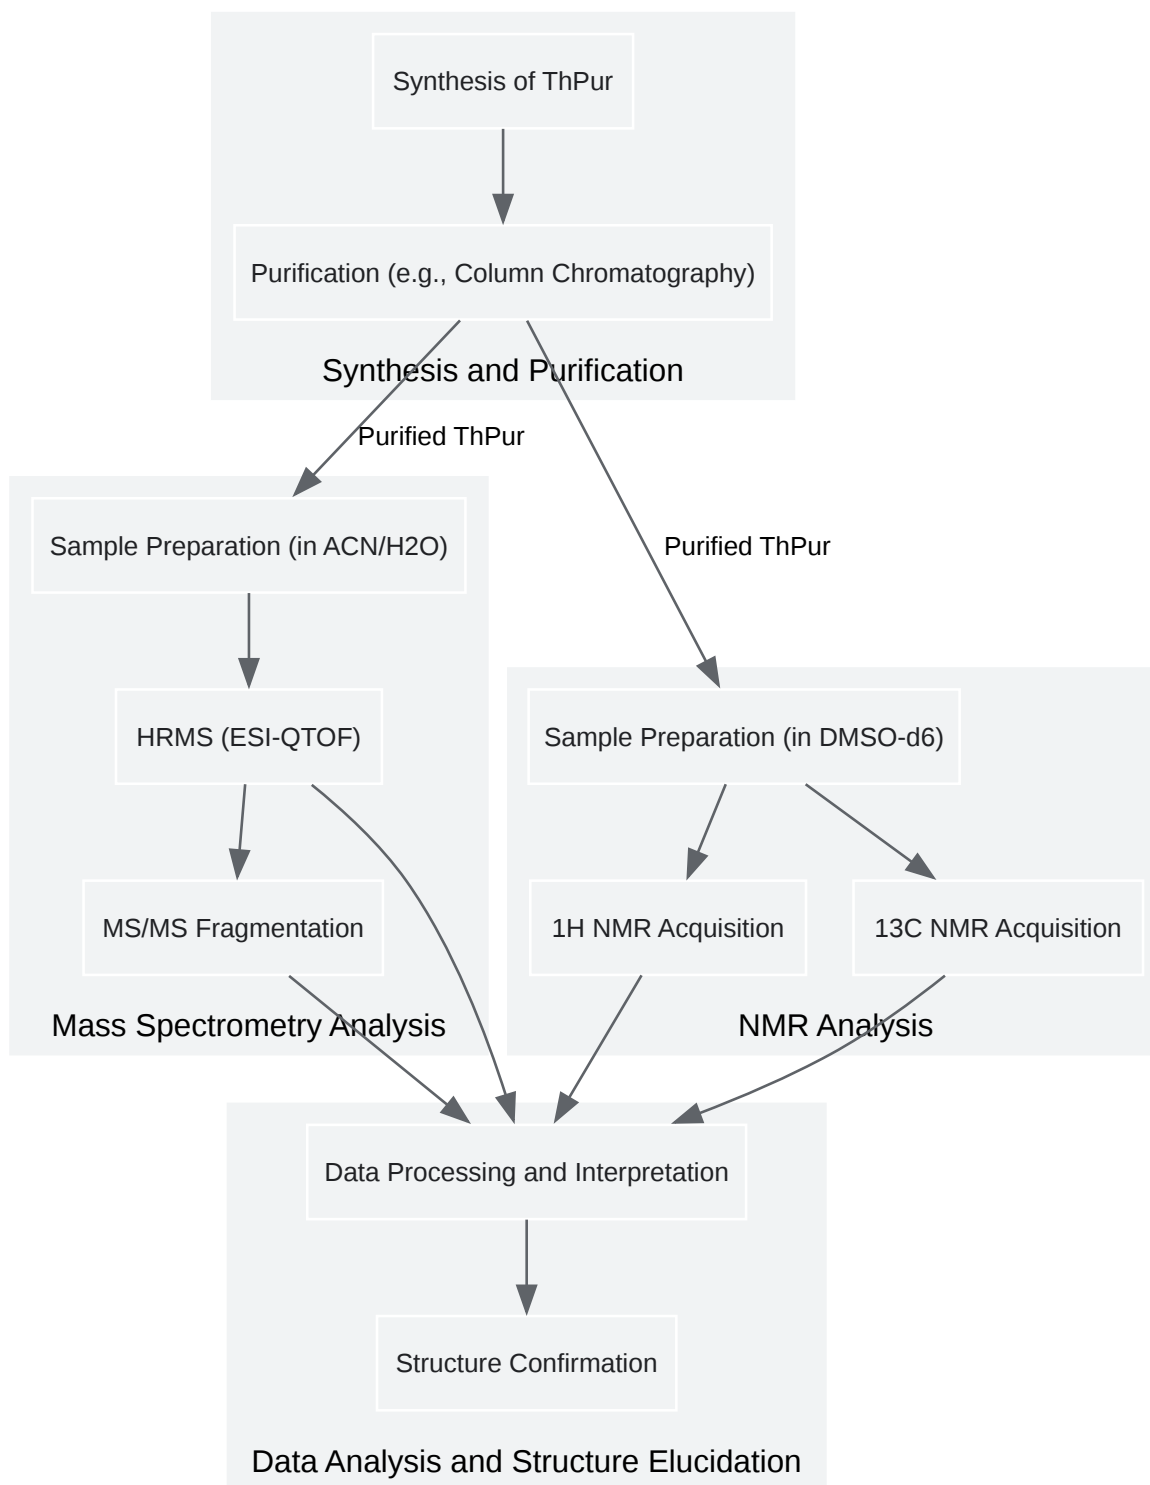 Synthesis of ThPur
Purification (e.g., Column Chromatography)
Synthesis and Purification
Purified ThPur
Sample Preparation (in ACN/H2O)
Purified ThPur
HRMS (ESI-QTOF)
Sample Preparation (in DMSO-d6)
MS/MS Fragmentation
1H NMR Acquisition
13C NMR Acquisition
Mass Spectrometry Analysis
NMR Analysis
Data Processing and Interpretation
Structure Confirmation
Data Analysis and Structure Elucidation